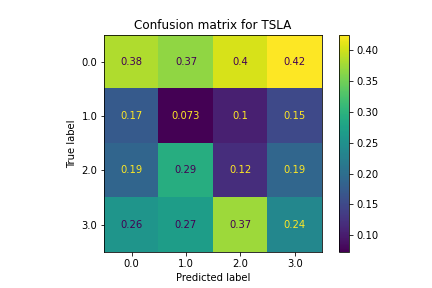 Confusion matrix for TSLA
True label
0.0 0.38 0.37 0.4 0.42
1.0 0.17 0.073 0.1 0.15
2.0 0.19 0.29 0.12 0.19
3.0 0.26 0.27 0.37 0.24
0.0 1.0 2.0 3.0
Predicted label
0.40
0.35
0.30
0.25
0.20
0.15
0.10